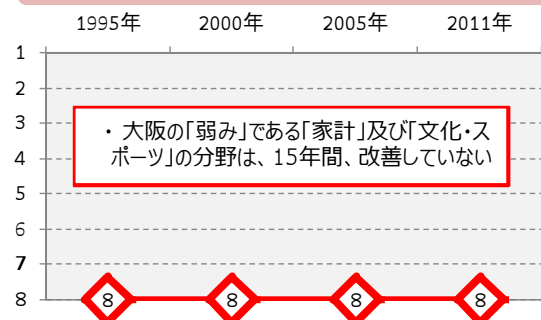 1995年 2000年 2005年 2011年
1
2
3
・ 大阪の「弱み」である「家計」及び「文化・ス
ポーツ」の分野は、15年間、改善していない
4
5
6
7
8
8 8 8 8